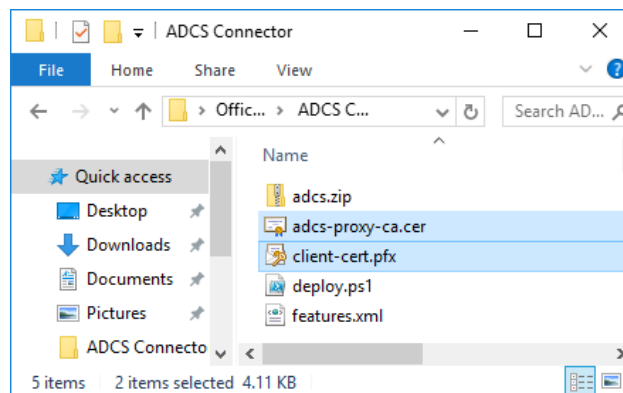 ADCS Connector
File Home Share View
Offic... ADCS C... Search AD...
Name
Quick access
Desktop
Downloads
Documents
Pictures
ADCS Connecto
adcs.zip
adcs-proxy-ca.cer
client-cert.pfx
deploy.ps1
features.xml
5 items 2 items selected 4.11 KB